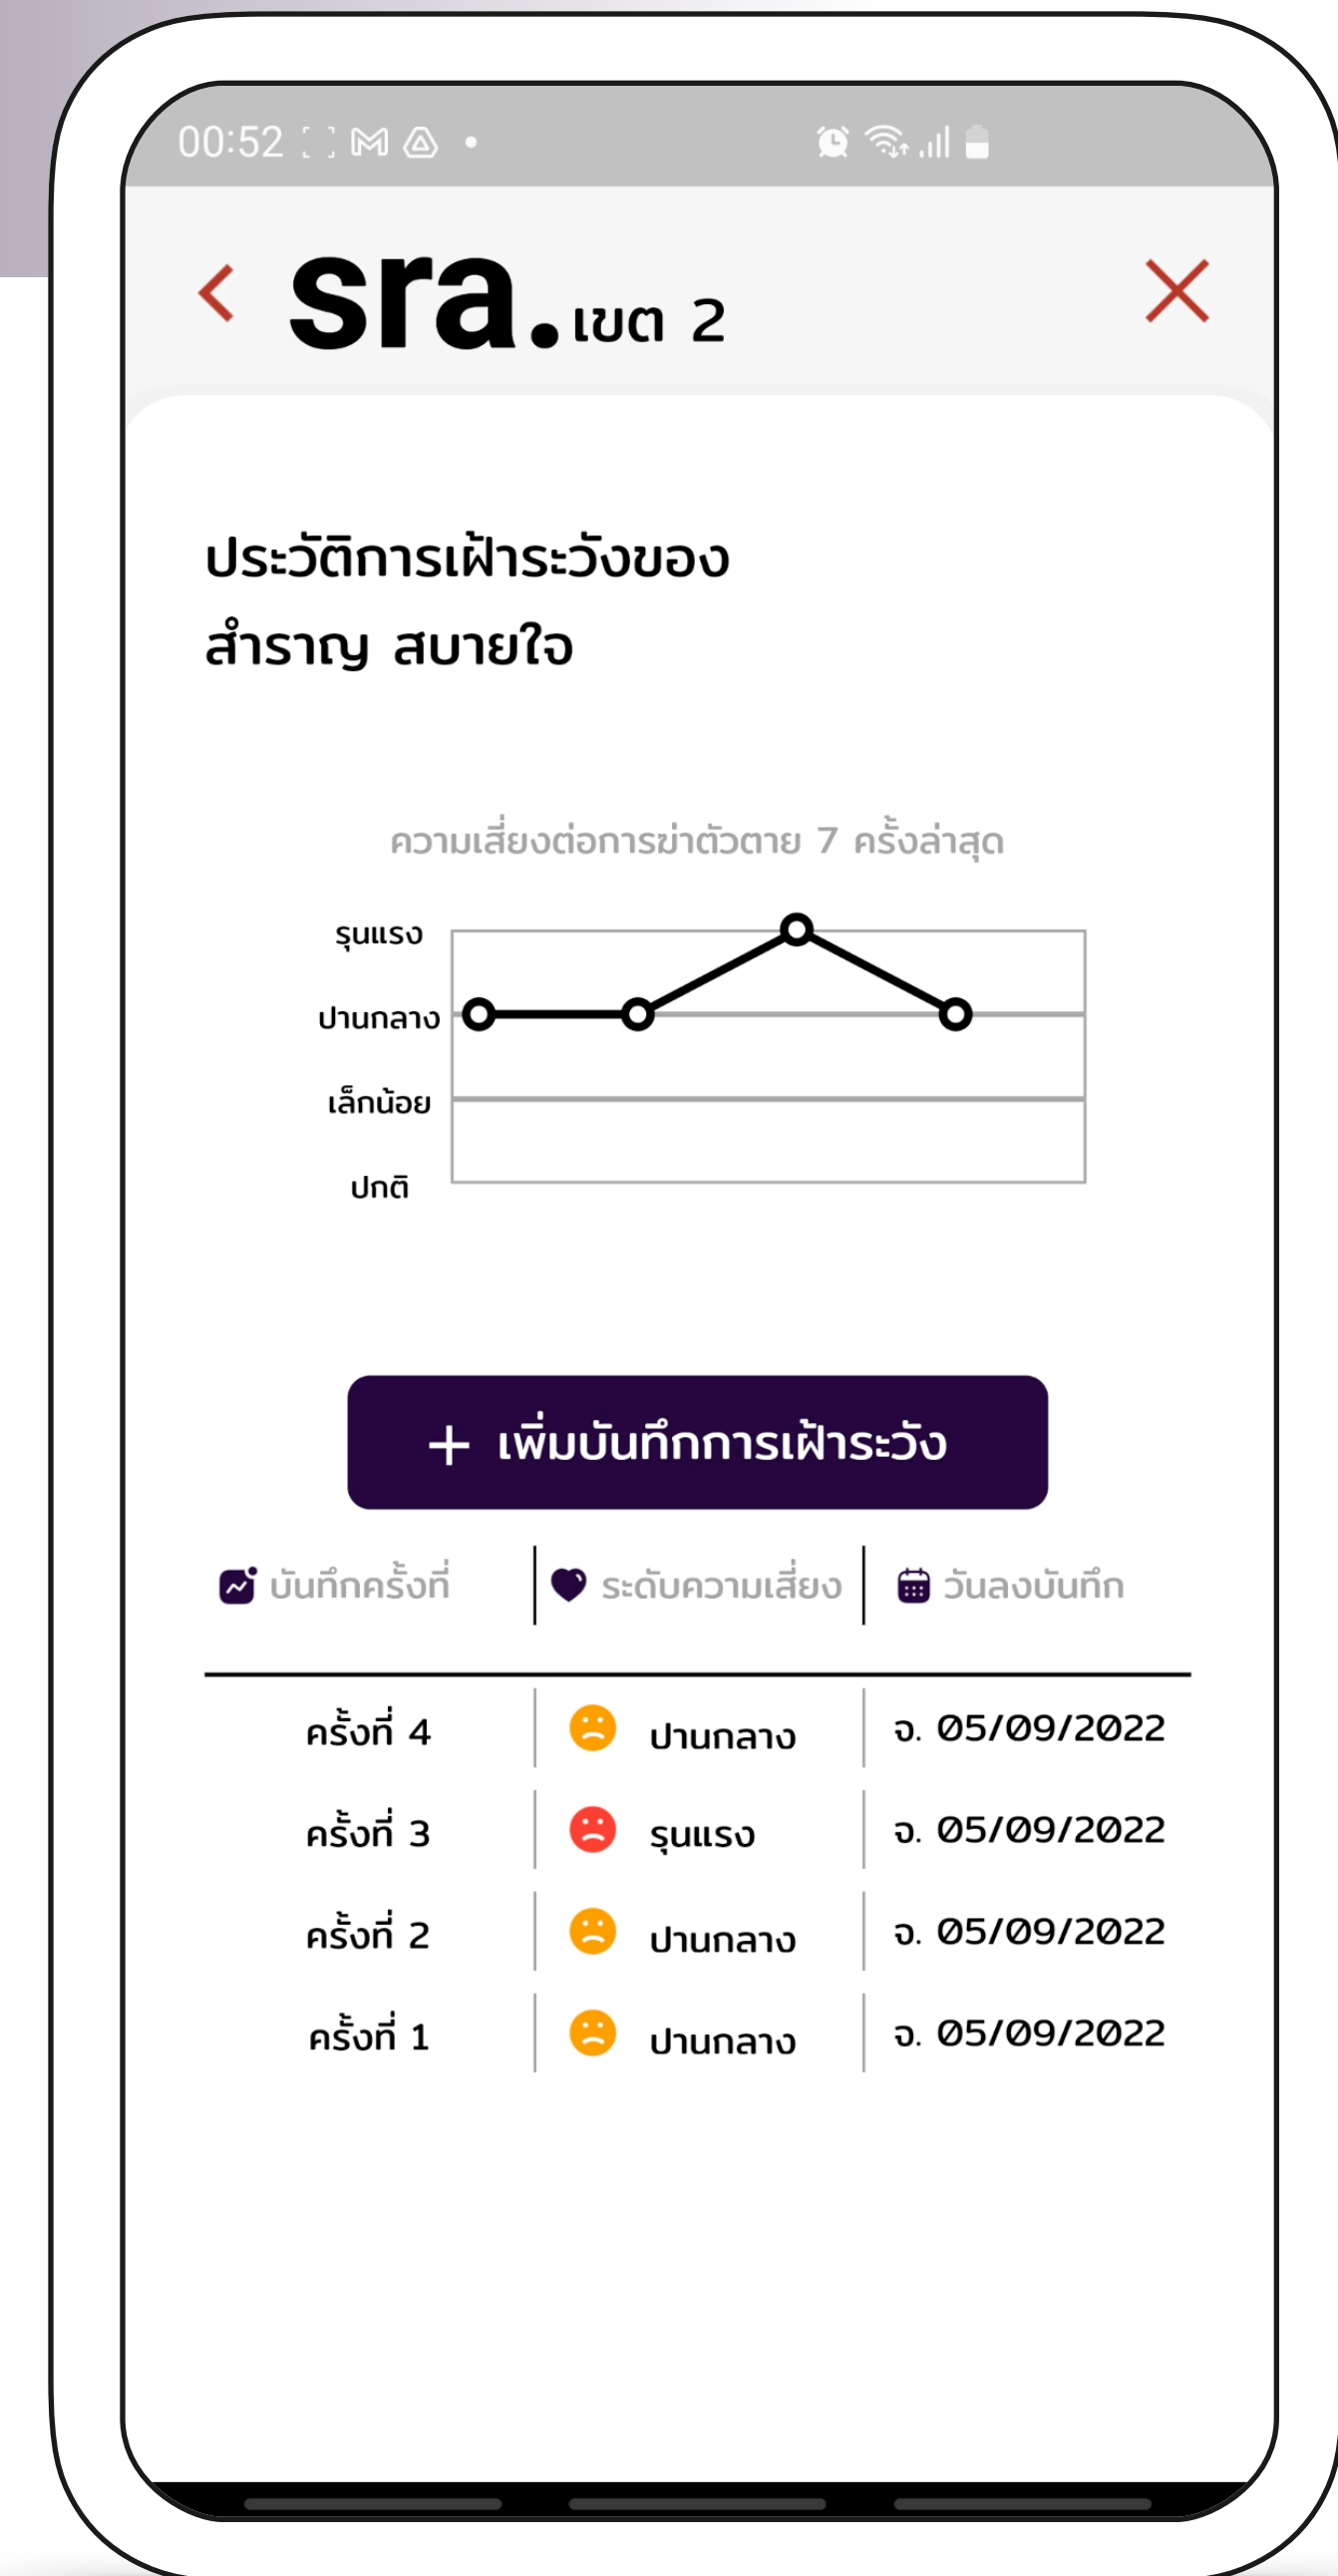 00:52
sra. เขต 2
ประวัติการเฝ้าระวังของ
สำราญ สบายใจ
ความเสี่ยงต่อการฆ่าตัวตาย 7 ครั้งล่าสุด
รุนแรง
ปานกลาง
เล็กน้อย
ปกติ
+ เพิ่มบันทึกการเฝ้าระวัง
บันทึกครั้งที่ ระดับความเสี่ยง วันลงบันทึก
ครั้งที่ 4 ปานกลาง จ. 05/09/2022
ครั้งที่ 3 รุนแรง จ. 05/09/2022
ครั้งที่ 2 ปานกลาง จ. 05/09/2022
ครั้งที่ 1 ปานกลาง จ. 05/09/2022